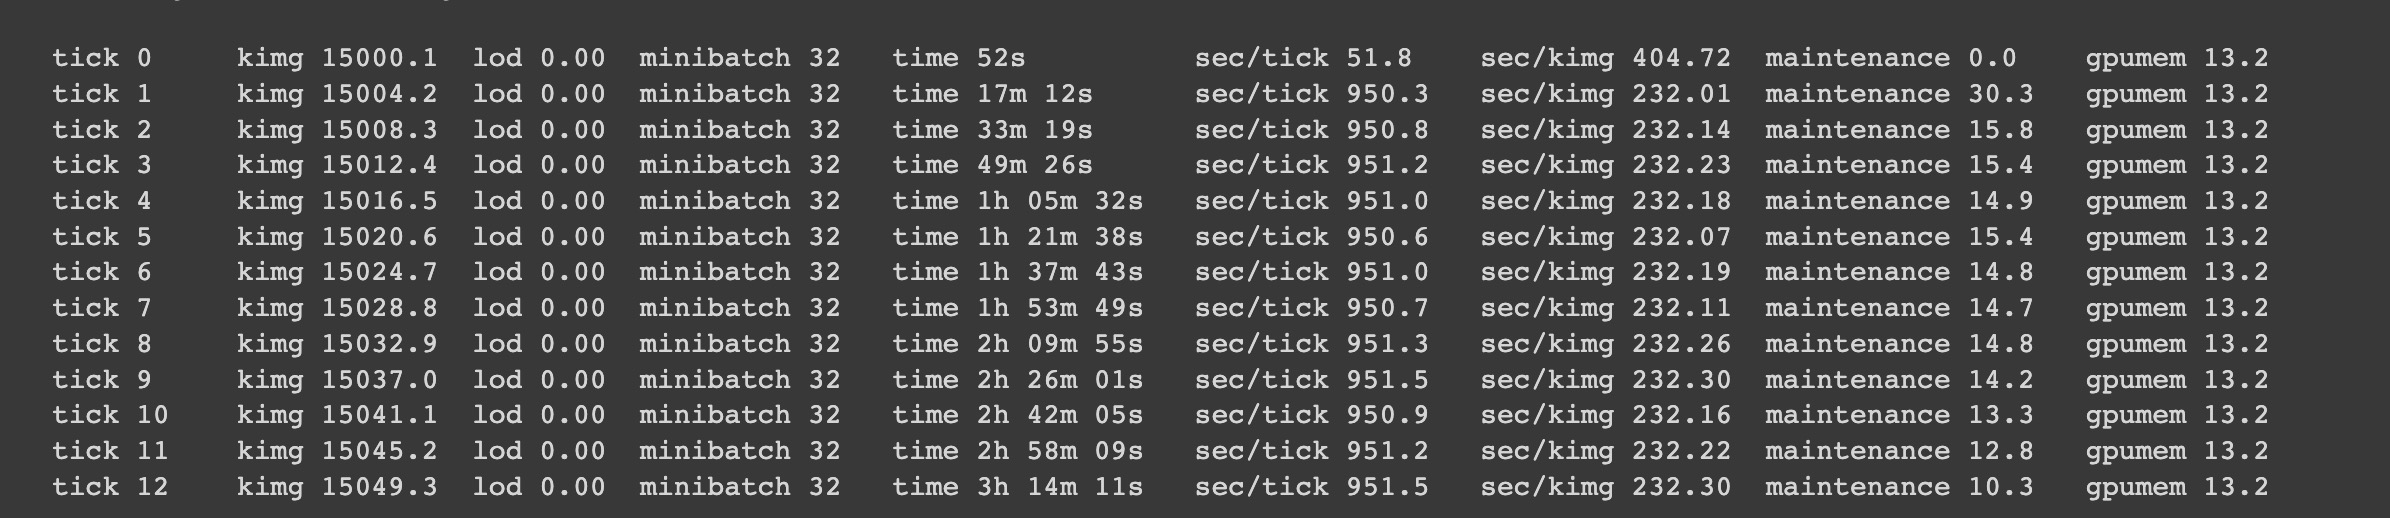 tick 0 kimg 15000.1 lod 0.00 minibatch 32 time 52s sec/tick 51.8 sec/kimg 404.72 maintenance 0.0 gpumem 13.2
tick 1 kimg 15004.2 lod 0.00 minibatch 32 time 17m 12s sec/tick 950.3 sec/kimg 232.01 maintenance 30.3 gpumem 13.2
tick 2 kimg 15008.3 lod 0.00 minibatch 32 time 33m 19s sec/tick 950.8 sec/kimg 232.14 maintenance 15.8 gpumem 13.2
tick 3 kimg 15012.4 lod 0.00 minibatch 32 time 49m 26s sec/tick 951.2 sec/kimg 232.23 maintenance 15.4 gpumem 13.2
tick 4 kimg 15016.5 lod 0.00 minibatch 32 time 1h 05m 32s sec/tick 951.0 sec/kimg 232.18 maintenance 14.9 gpumem 13.2
tick 5 kimg 15020.6 lod 0.00 minibatch 32 time 1h 21m 38s sec/tick 950.6 sec/kimg 232.07 maintenance 15.4 gpumem 13.2
tick 6 kimg 15024.7 lod 0.00 minibatch 32 time 1h 37m 43s sec/tick 951.0 sec/kimg 232.19 maintenance 14.8 gpumem 13.2
tick 7 kimg 15028.8 lod 0.00 minibatch 32 time 1h 53m 49s sec/tick 950.7 sec/kimg 232.11 maintenance 14.7 gpumem 13.2
tick 8 kimg 15032.9 lod 0.00 minibatch 32 time 2h 09m 55s sec/tick 951.3 sec/kimg 232.26 maintenance 14.8 gpumem 13.2
tick 9 kimg 15037.0 lod 0.00 minibatch 32 time 2h 26m 01s sec/tick 951.5 sec/kimg 232.30 maintenance 14.2 gpumem 13.2
tick 10 kimg 15041.1 lod 0.00 minibatch 32 time 2h 42m 05s sec/tick 950.9 sec/kimg 232.16 maintenance 13.3 gpumem 13.2
tick 11 kimg 15045.2 lod 0.00 minibatch 32 time 2h 58m 09s sec/tick 951.2 sec/kimg 232.22 maintenance 12.8 gpumem 13.2
tick 12 kimg 15049.3 lod 0.00 minibatch 32 time 3h 14m 11s sec/tick 951.5 sec/kimg 232.30 maintenance 10.3 gpumem 13.2